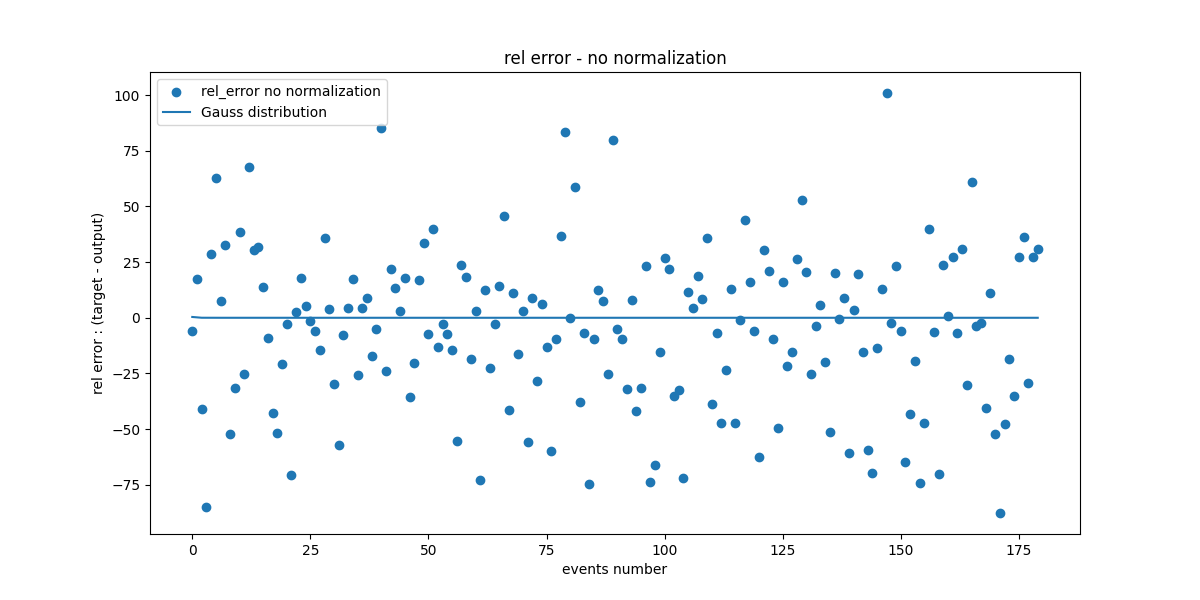 rel error - no normalization
rel_error no normalization
Gauss distribution
100
75
50
25
0
−25
−50
−75
rel error : (target - output)
0 25 50 75 100 125 150 175
events number